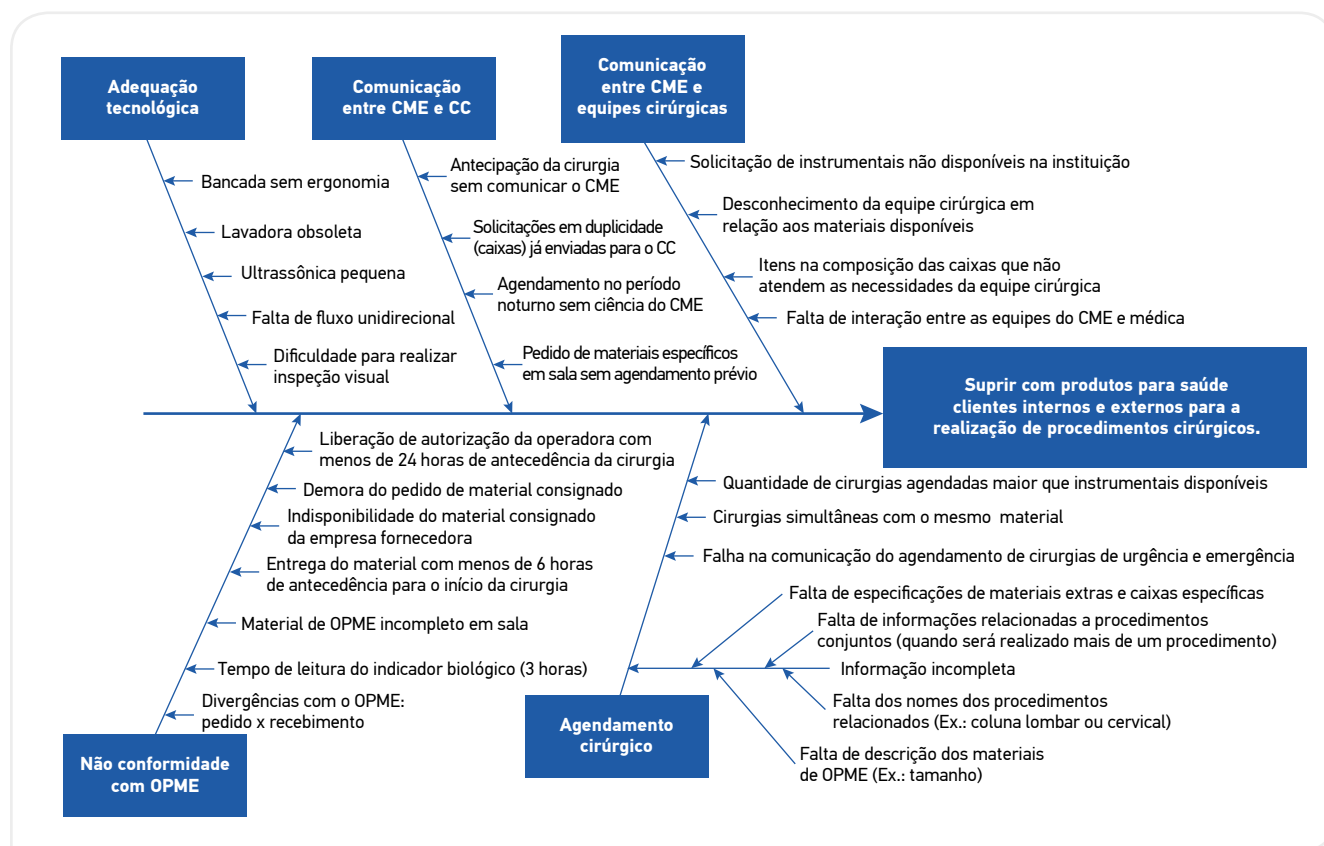 Adequação
tecnológica
Bancada sem ergonomia
Lavadora obsoleta
Ultrassônica pequena
Falta de fluxo unidirecional
Dificuldade para realizar
inspeção visual
Comunicação
entre CME e CC
Antecipação da cirurgia
sem comunicar o CME
Solicitações em duplicidade
(caixas) já enviadas para o CC
Agendamento no período
noturno sem ciência do CME
Pedido de materiais específicos
em sala sem agendamento prévio
Comunicação
entre CME e
equipes cirúrgicas
Solicitação de instrumentais não disponíveis na instituição
Desconhecimento da equipe cirúrgica em
relação aos materiais disponíveis
Itens na composição das caixas que não
atendem as necessidades da equipe cirúrgica
Falta de interação entre as equipes do CME e médica
Suprir com produtos para saúde
clientes internos e externos para a
realização de procedimentos cirúrgicos.
Liberação de autorização da operadora com
menos de 24 horas de antecedência da cirurgia
Demora do pedido de material consignado
Indisponibilidade do material consignado
da empresa fornecedora
Entrega do material com menos de 6 horas
de antecedência para o início da cirurgia
Material de OPME incompleto em sala
Tempo de leitura do indicador biológico (3 horas)
Divergências com o OPME:
pedido x recebimento
Não conformidade
com OPME
Quantidade de cirurgias agendadas maior que instrumentais disponíveis
Cirurgias simultâneas com o mesmo material
Falha na comunicação do agendamento de cirurgias de urgência e emergência
Falta de especificações de materiais extras e caixas específicas
Falta de informações relacionadas a procedimentos
conjuntos (quando será realizado mais de um procedimento)
Informação incompleta
Falta dos nomes dos procedimentos
relacionados (Ex.: coluna lombar ou cervical)
Falta de descrição dos materiais
de OPME (Ex.: tamanho)
Agendamento
cirúrgico